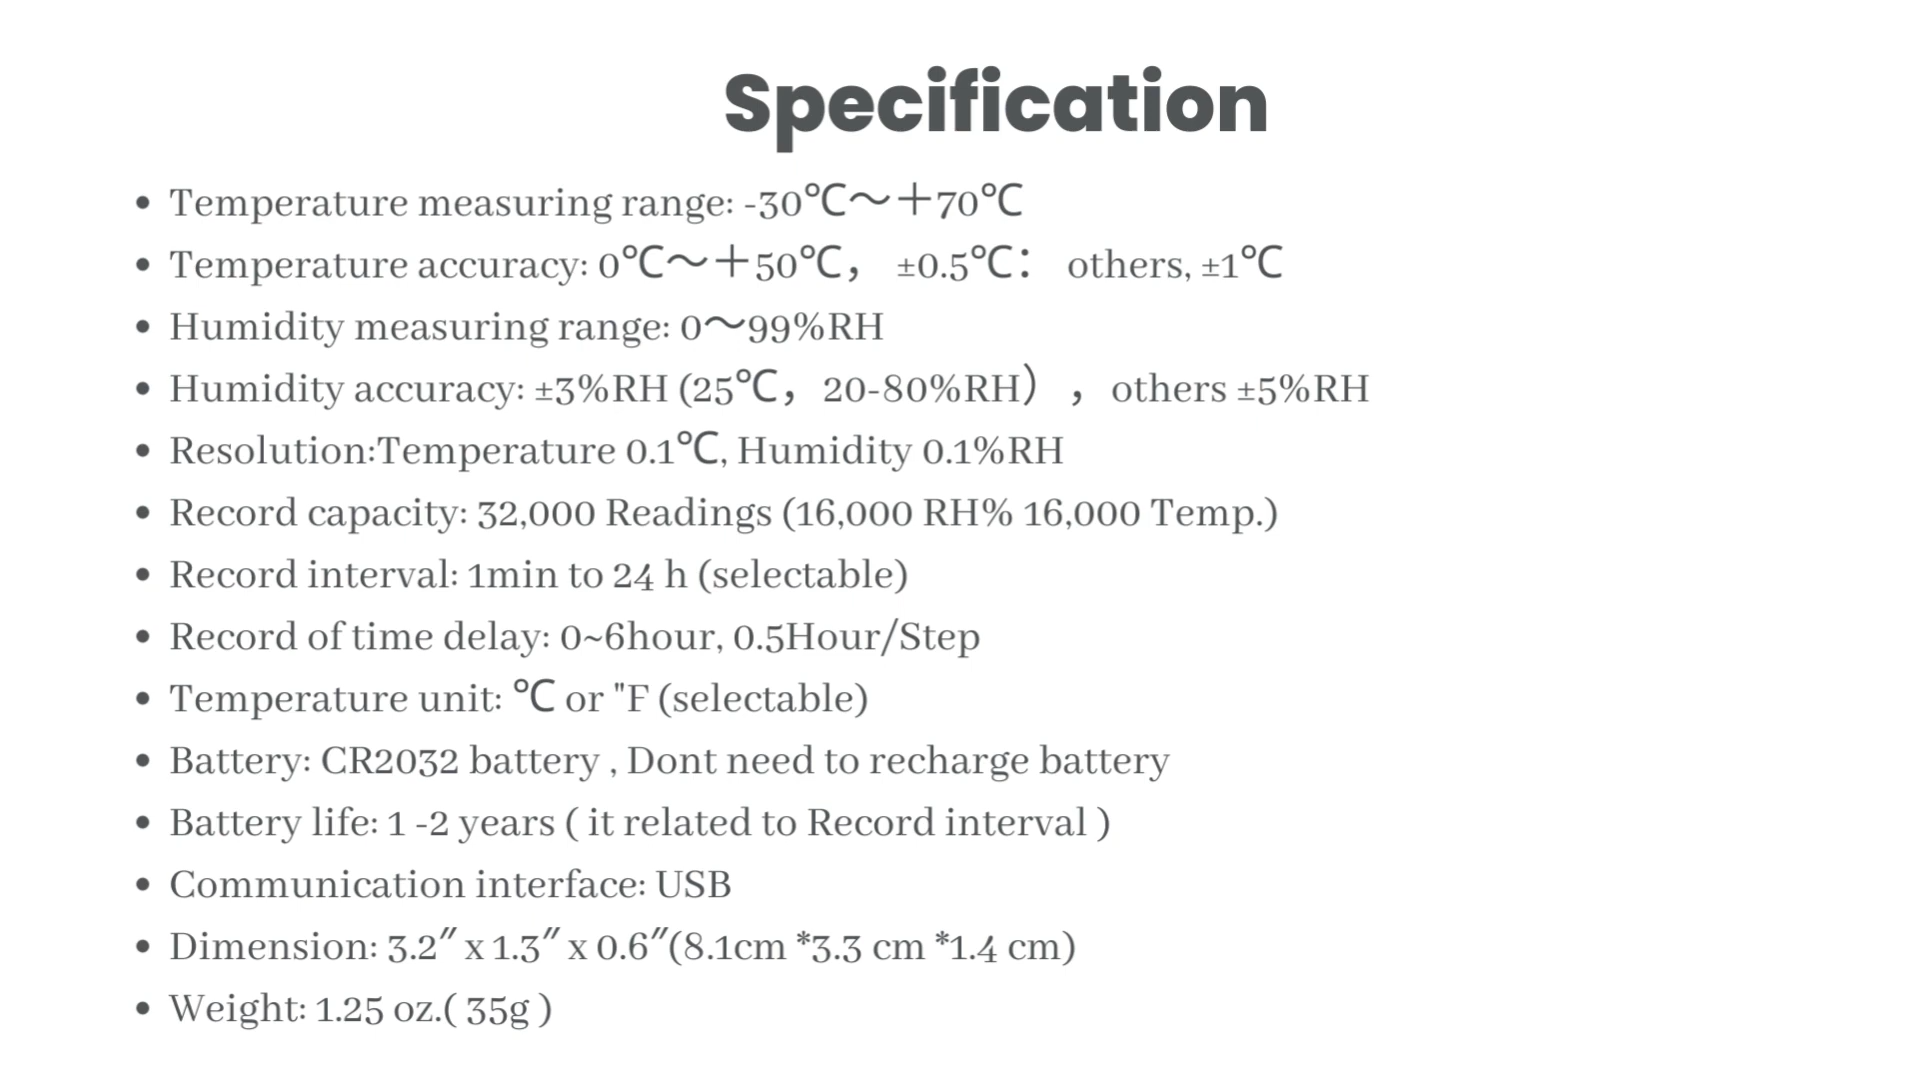 Specification
• Temperature measuring range: -30℃～＋70℃
• Temperature accuracy: 0℃～＋50℃， ±0.5℃： others, ±1℃
• Humidity measuring range: 0～99%RH
• Humidity accuracy: ±3%RH (25℃，20-80%RH），others ±5%RH
• Resolution:Temperature 0.1℃, Humidity 0.1%RH
• Record capacity: 32,000 Readings (16,000 RH% 16,000 Temp.)
• Record interval: 1min to 24 h (selectable)
• Record of time delay: 0~6hour, 0.5Hour/Step
• Temperature unit: ℃ or "F (selectable)
• Battery: CR2032 battery , Dont need to recharge battery
• Battery life: 1 -2 years ( it related to Record interval )
• Communication interface: USB
• Dimension: 3.2″ x 1.3″ x 0.6″(8.1cm *3.3 cm *1.4 cm)
• Weight: 1.25 oz.( 35g )